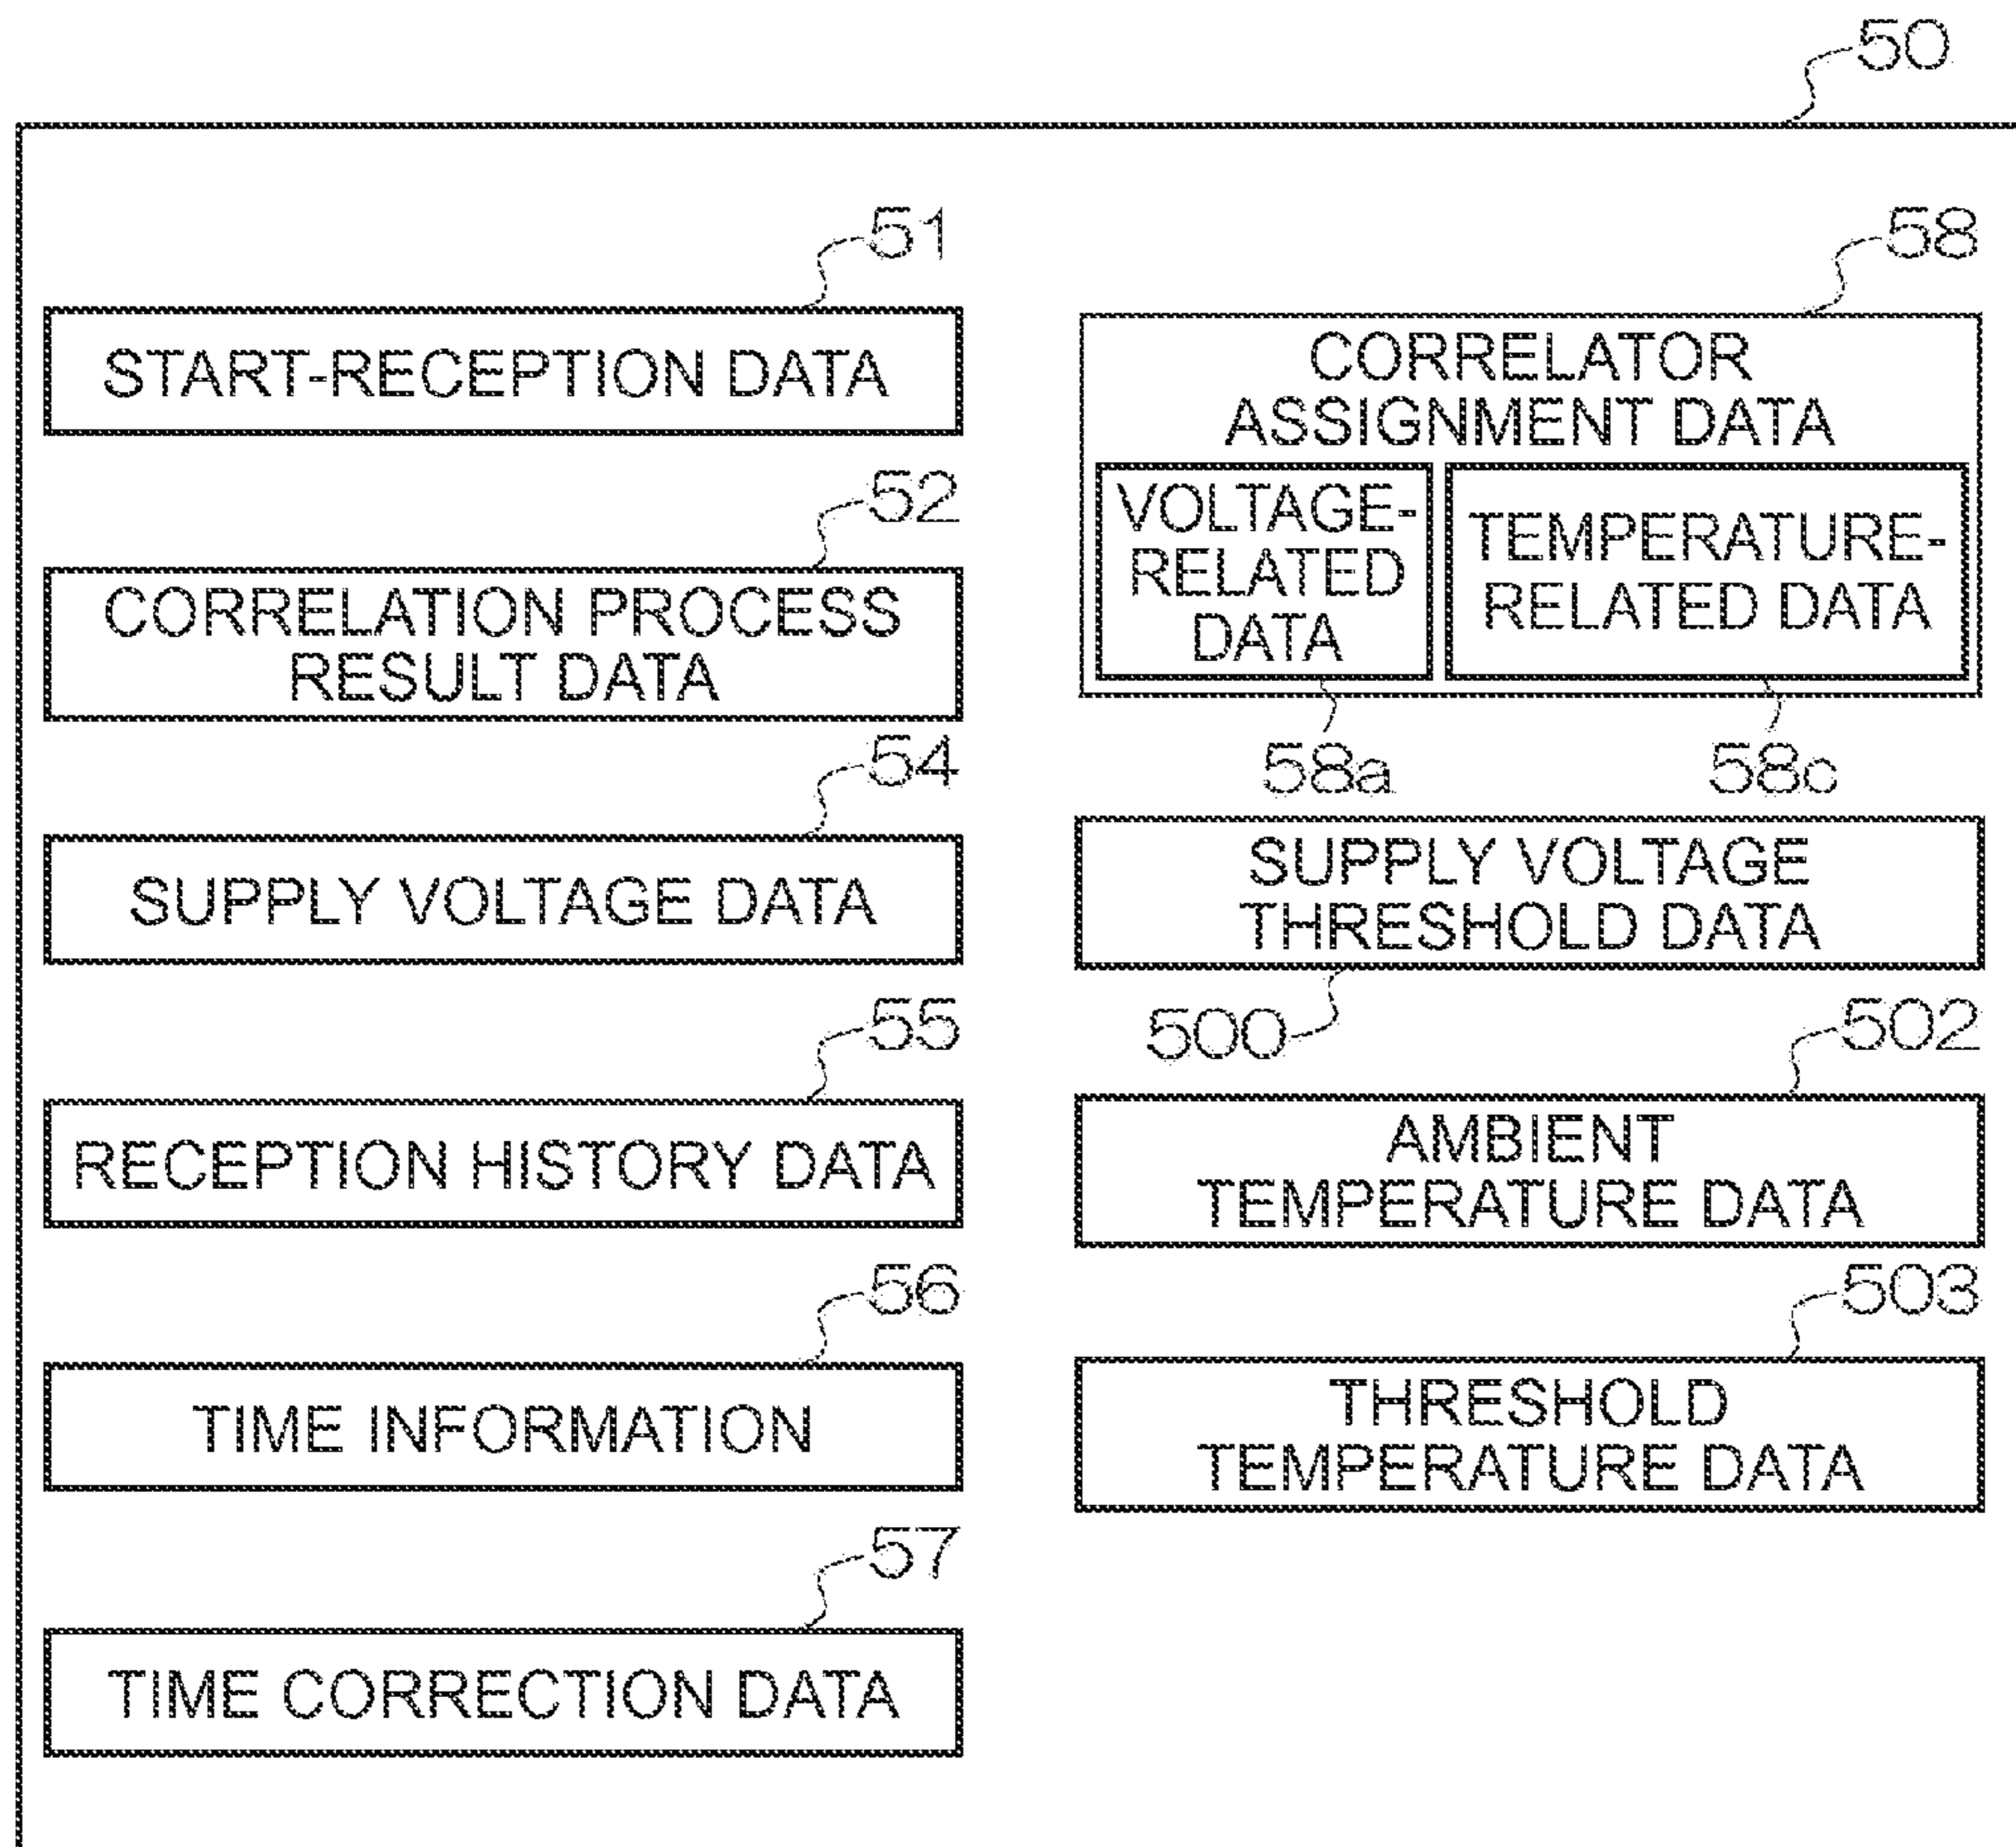 50
51
START-RECEPTION DATA
52
CORRELATION PROCESS
RESULT DATA
54
SUPPLY VOLTAGE DATA
55
RECEPTION HISTORY DATA
56
TIME INFORMATION
57
TIME CORRECTION DATA
58
CORRELATOR
ASSIGNMENT DATA
VOLTAGE-
RELATED
DATA
TEMPERATURE-
RELATED DATA
58a
58c
SUPPLY VOLTAGE
THRESHOLD DATA
500
502
AMBIENT
TEMPERATURE DATA
503
THRESHOLD
TEMPERATURE DATA